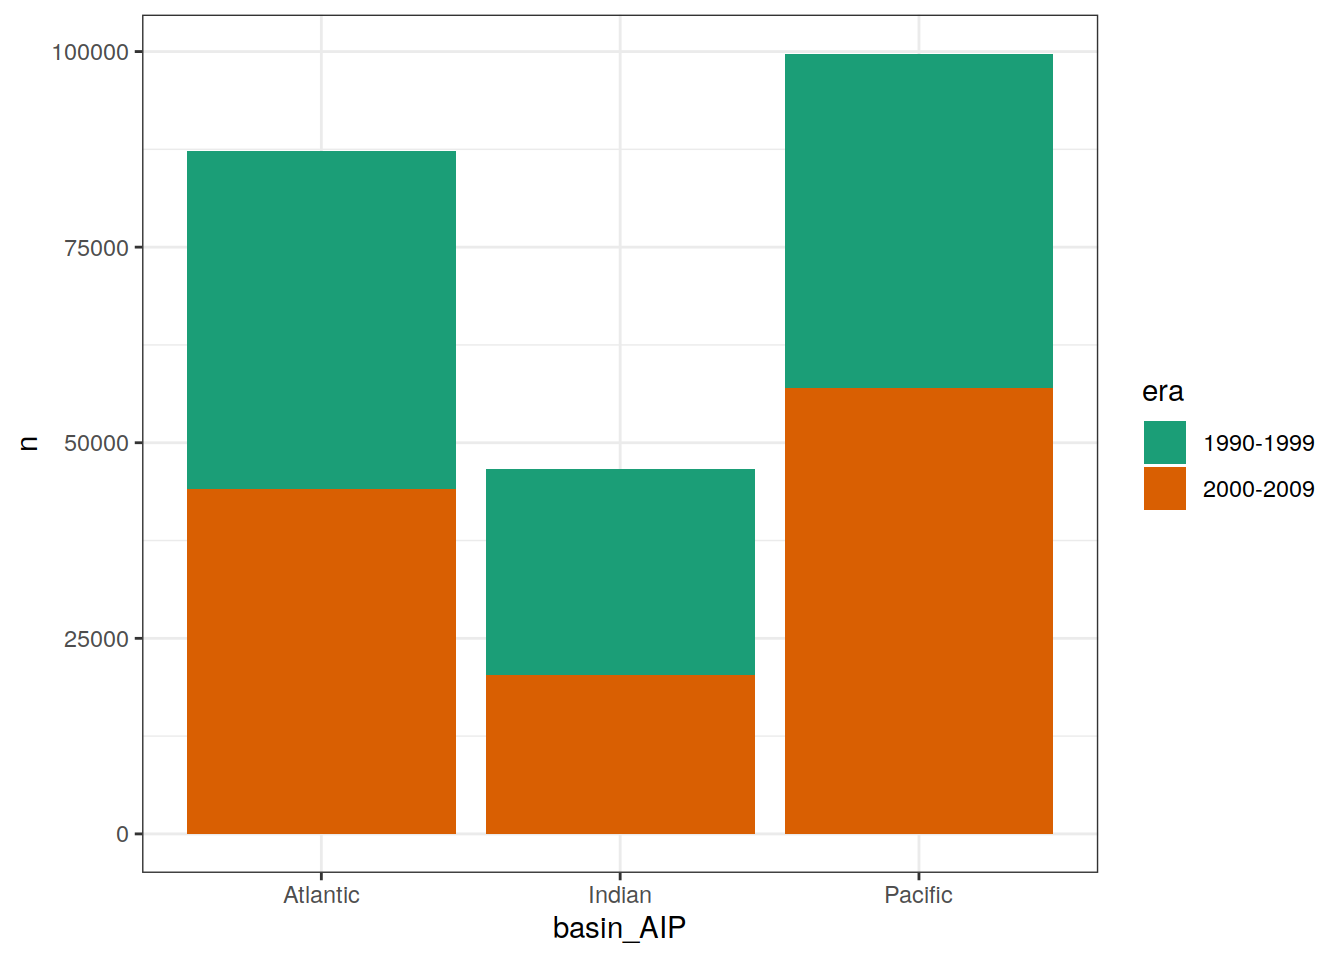 100000
75000
50000
25000
0
n
Atlantic
Indian
Pacific
basin_AIP
era
1990-1999
2000-2009